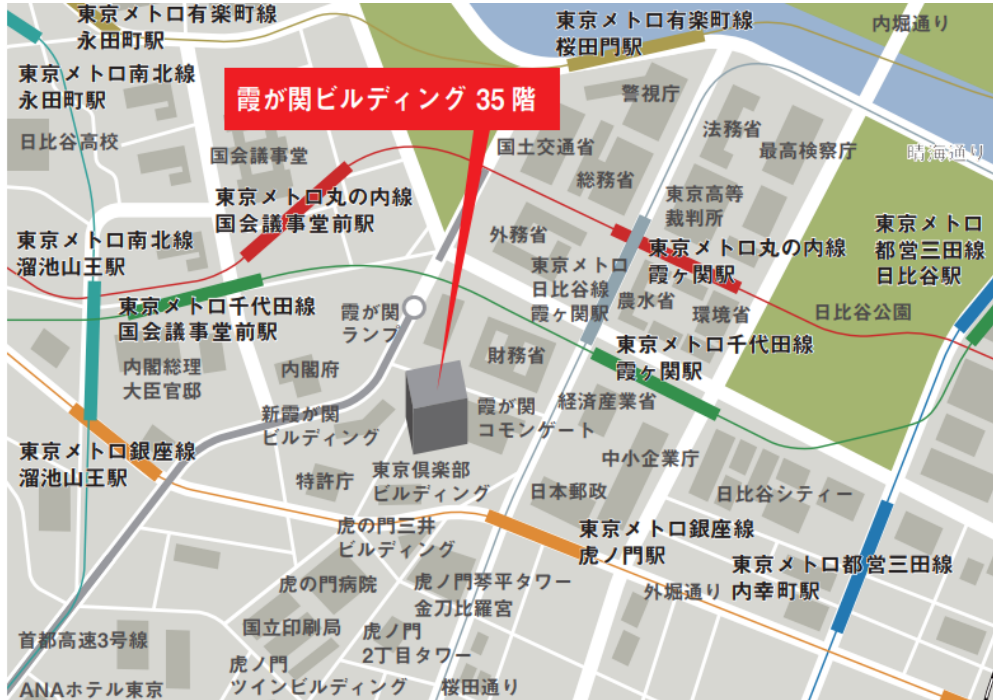 東京メトロ有楽町線
永田町駅
東京メトロ有楽町線
桜田門駅
内堀通り
東京メトロ南北線
永田町駅
霞が関ビルディング 35 階
警視庁
日比谷高校
国会議事堂
国土交通省
法務省
最高検察庁
晴海通り
総務省
東京メトロ丸の内線
国会議事堂前駅
東京高等
裁判所
東京メトロ南北線
溜池山王駅
外務省
東京メトロ丸の内線
霞ヶ関駅
東京メトロ
都営三田線
日比谷駅
東京メトロ
日比谷線
霞ヶ関駅
農水省
環境省
日比谷公園
東京メトロ千代田線
国会議事堂前駅
霞が関
ランプ
財務省
東京メトロ千代田線
霞ヶ関駅
内閣総理
大臣官邸
内閣府
新霞が関
ビルディング
霞が関
コモンゲート
経済産業省
東京メトロ銀座線
溜池山王駅
特許庁
東京倶楽部
ビルディング
中小企業庁
日本郵政
日比谷シティー
虎の門三井
ビルディング
東京メトロ銀座線
虎ノ門駅
東京メトロ都営三田線
内幸町駅
虎の門病院
虎ノ門琴平タワー
金刀比羅宮
外堀通り
首都高速3号線
国立印刷局
虎ノ門
2丁目タワー
虎ノ門
ツインビルディング
桜田通り
ANAホテル東京